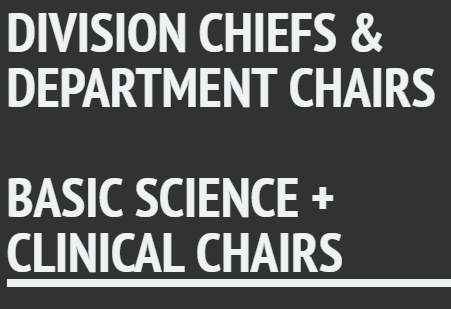 DIVISION CHIEFS &
DEPARTMENT CHAIRS
BASIC SCIENCE +
CLINICAL CHAIRS